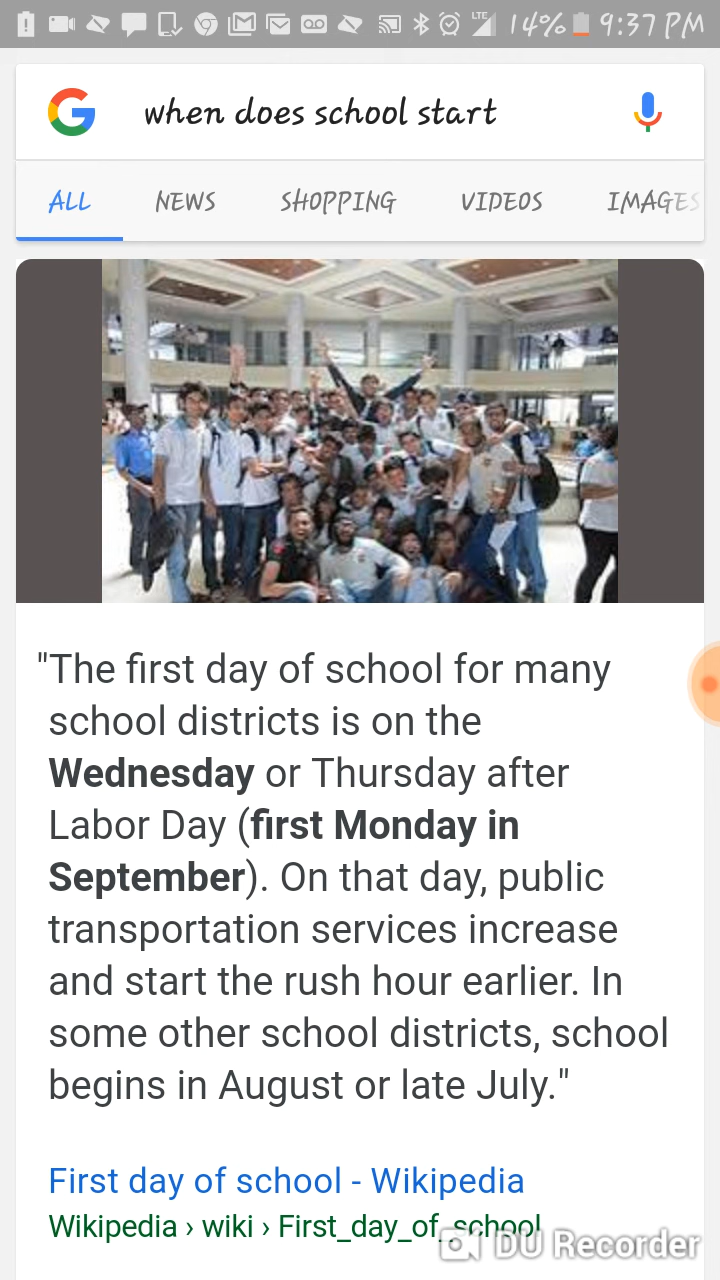 LTE 14% 9:37 PM
G when does school start
ALL NEWS SHOPPING VIDEOS IMAGES
"The first day of school for many
school districts is on the
Wednesday or Thursday after
Labor Day (first Monday in
September). On that day, public
transportation services increase
and start the rush hour earlier. In
some other school districts, school
begins in August or late July."
First day of school - Wikipedia
Wikipedia › wiki › First_day_of_school
DU Recorder